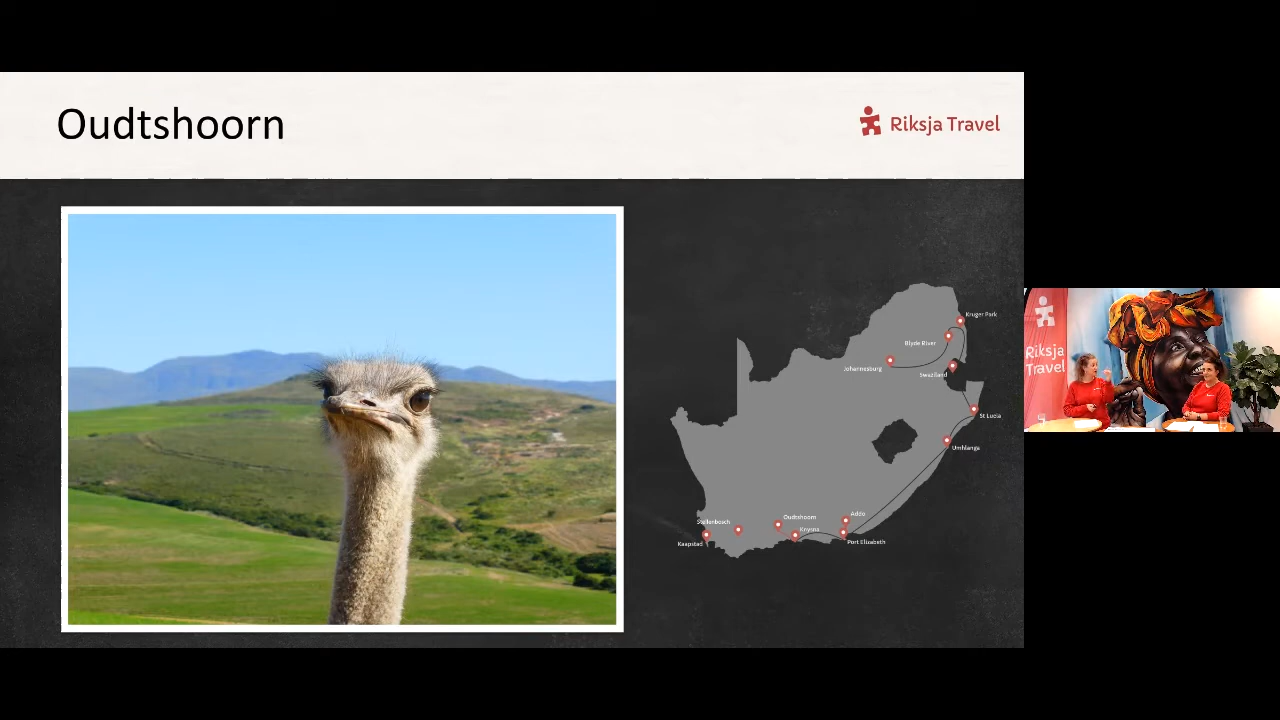 Oudtshoorn
Riksja Travel
Kruger Park
Blyde River
Johannesburg
Swaziland
St Lucia
Umhlanga
Addo
Oudtshoorn
Stellenbosch
Knysna
Kaapstad
Port Elizabeth
Riksja
Travel